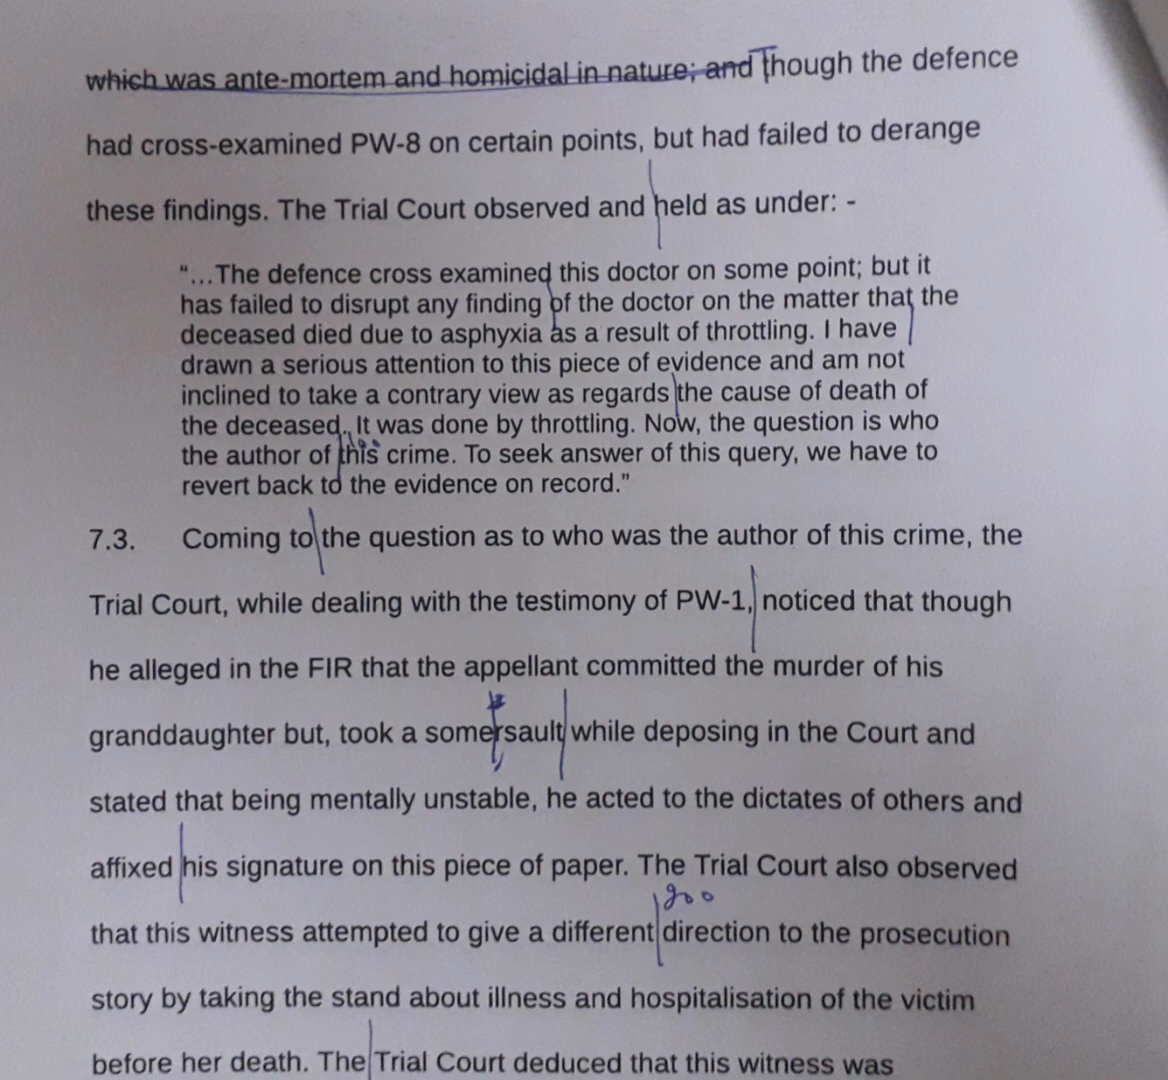 which was ante-mortem and homicidal in nature; and Though the defence
had cross-examined PW-8 on certain points, but had failed to derange
these findings. The Trial Court observed and held as under: -
“…The defence cross examined this doctor on some point; but it
has failed to disrupt any finding of the doctor on the matter that the
deceased died due to asphyxia as a result of throttling. I have
drawn a serious attention to this piece of evidence and am not
inclined to take a contrary view as regards the cause of death of
the deceased. It was done by throttling. Now, the question is who
the author of this crime. To seek answer of this query, we have to
revert back to the evidence on record.”
7.3. Coming to the question as to who was the author of this crime, the
Trial Court, while dealing with the testimony of PW-1, noticed that though
he alleged in the FIR that the appellant committed the murder of his
granddaughter but, took a somersault while deposing in the Court and
stated that being mentally unstable, he acted to the dictates of others and
affixed his signature on this piece of paper. The Trial Court also observed
that this witness attempted to give a different direction to the prosecution
story by taking the stand about illness and hospitalisation of the victim
before her death. The Trial Court deduced that this witness was